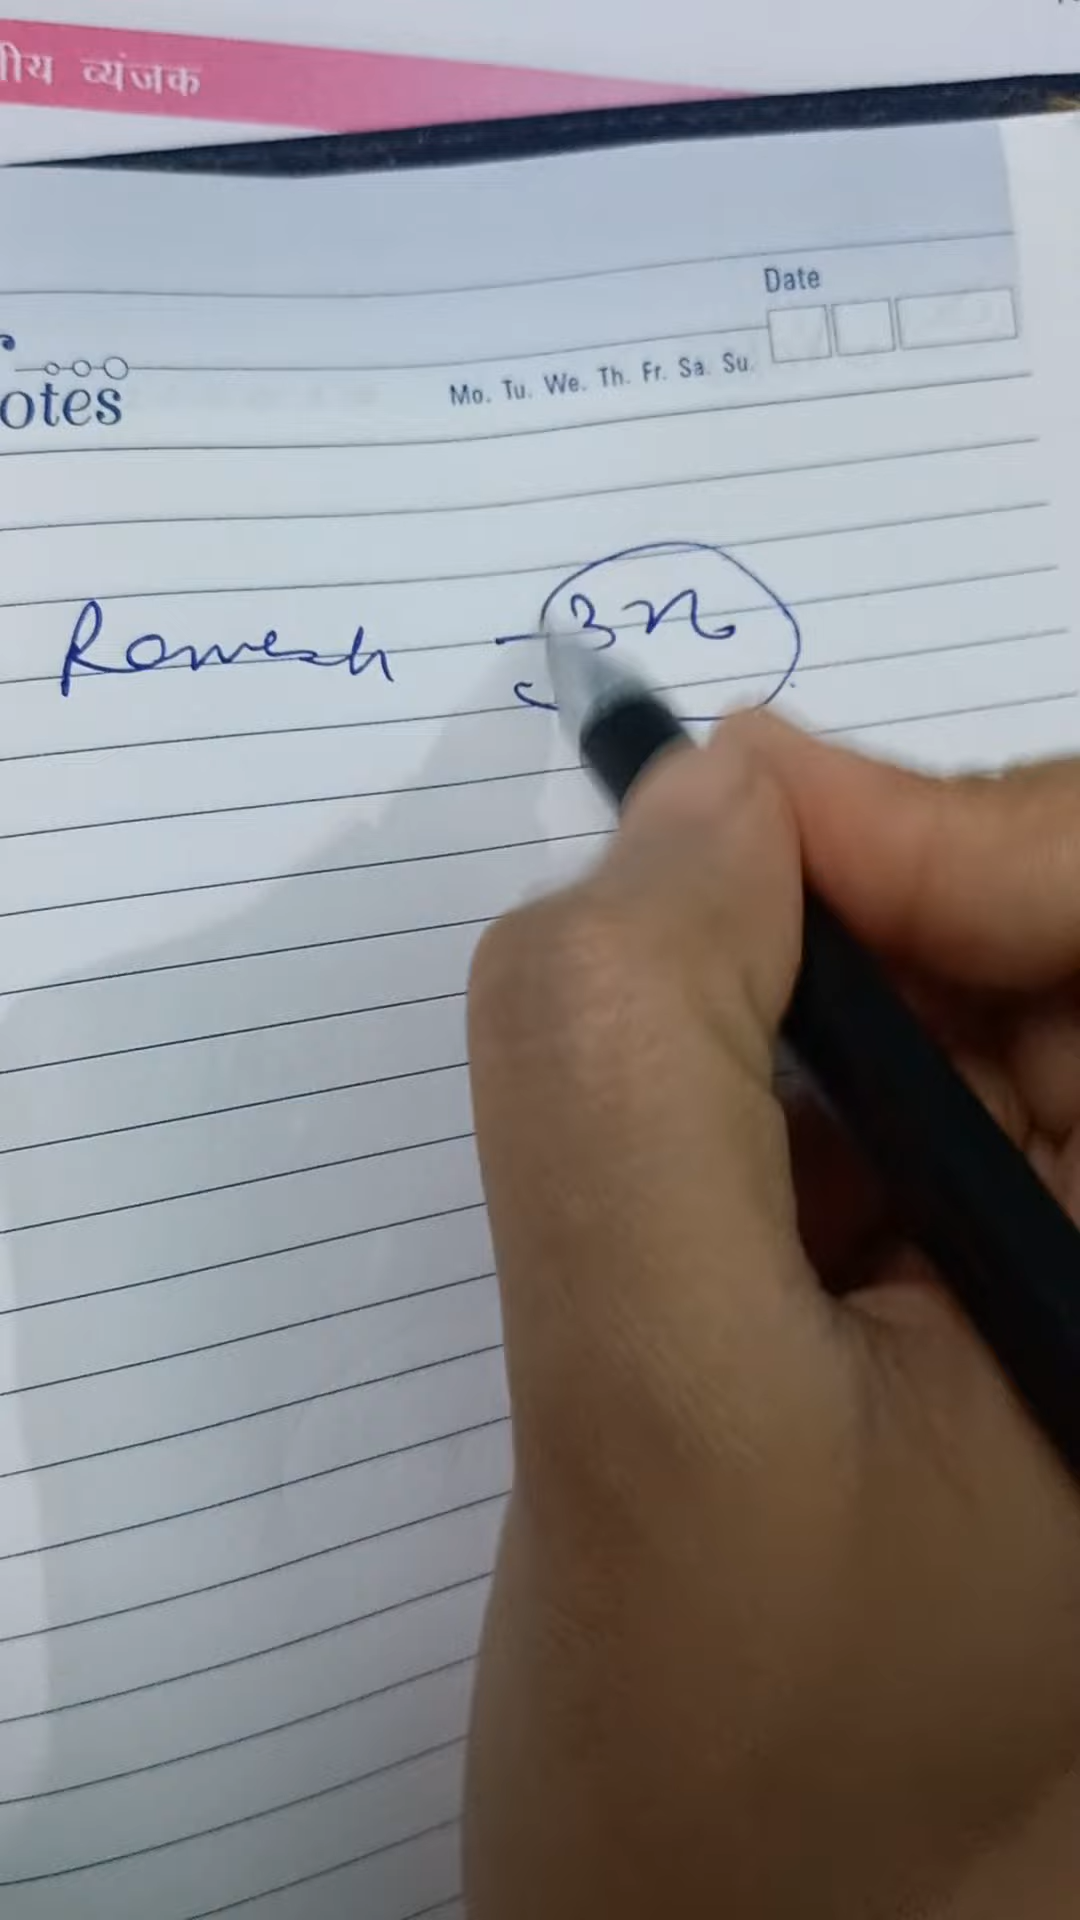 ीय व्यंजक
Date
otes
Mo. Tu. We. Th. Fr. Sa. Su.
Ramesh - 3x